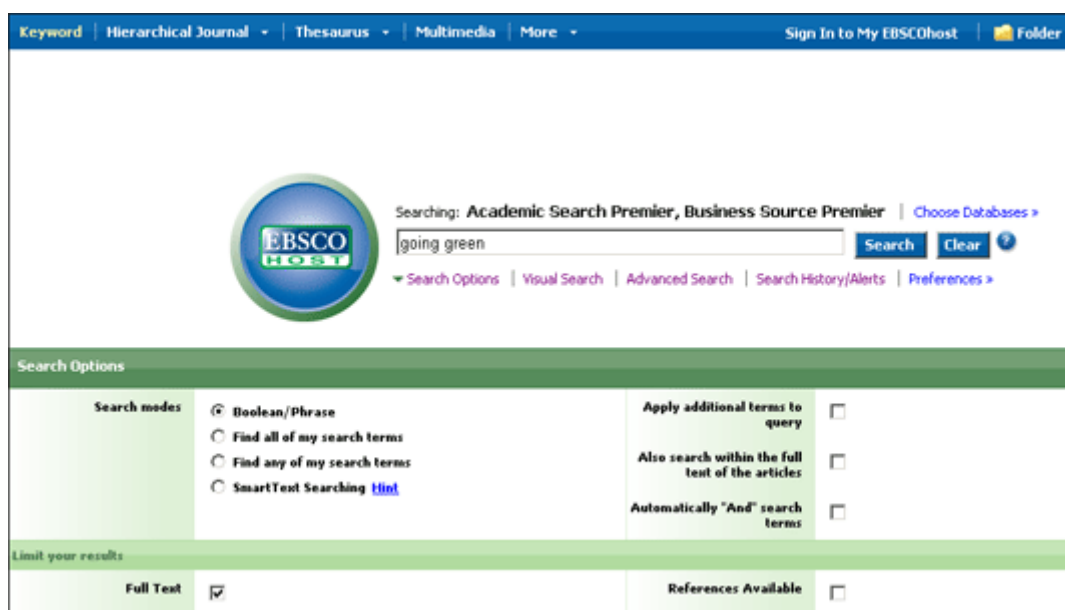 Keyword Hierarchical Journal Thesaurus Multimedia More Sign In to My EBSCOhost Folder
Searching: Academic Search Premier, Business Source Premier Choose Databases »
EBSCO
HOST
going green Search Clear ?
Search Options Visual Search Advanced Search Search History/Alerts Preferences »
Search Options
Search modes
Boolean/Phrase
Find all of my search terms
Find any of my search terms
SmartText Searching Hint
Apply additional terms to
query
Also search within the full
text of the articles
Automatically "And" search
terms
Limit your results
Full Text
References Available